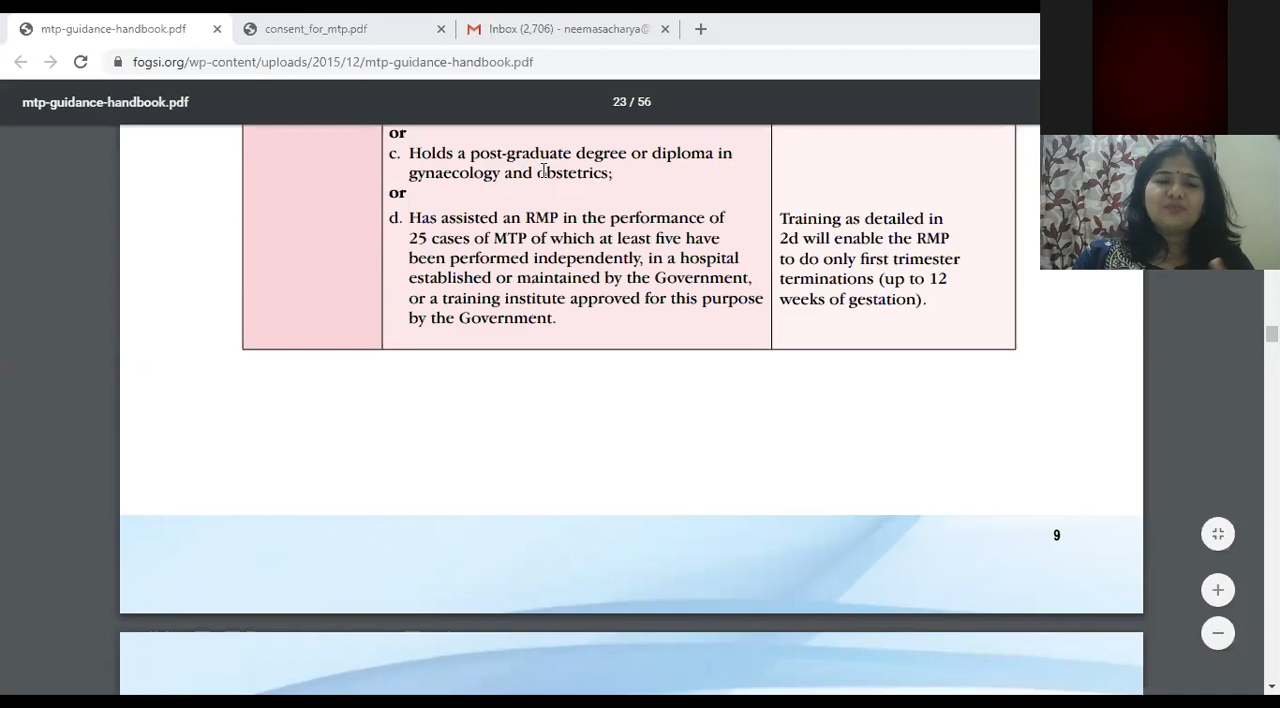 mtp-guidance-handbook.pdf
consent_for_mtp.pdf
Inbox (2,706) - neemasacharya@
fogsi.org/wp-content/uploads/2015/12/mtp-guidance-handbook.pdf
mtp-guidance-handbook.pdf
23 / 56
or
c. Holds a post-graduate degree or diploma in
gynaecology and obstetrics;
or
d. Has assisted an RMP in the performance of
25 cases of MTP of which at least five have
been performed independently, in a hospital
established or maintained by the Government,
or a training institute approved for this purpose
by the Government.
Training as detailed in
2d will enable the RMP
to do only first trimester
terminations (up to 12
weeks of gestation).
9